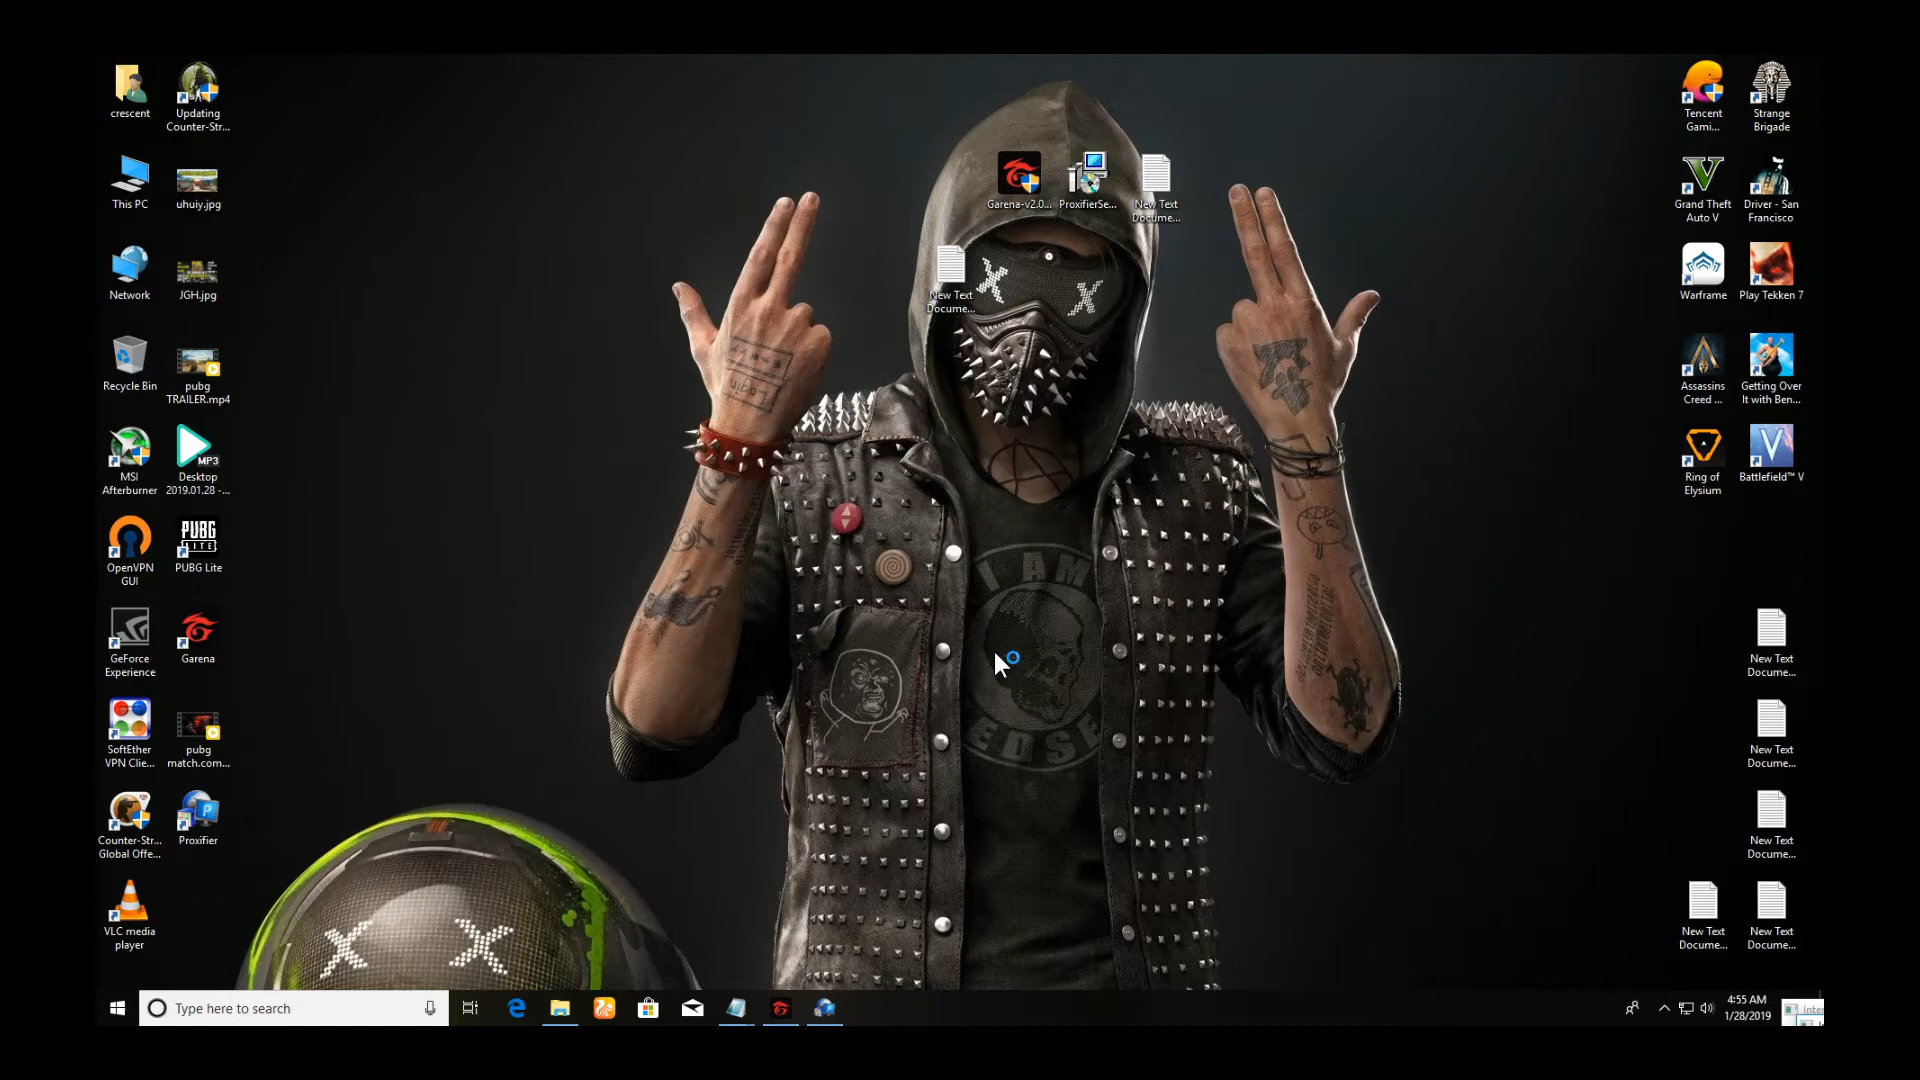 crescent
Updating
Counter-Str...
This PC
uhuiy.jpg
Network
JGH.jpg
Recycle Bin
pubg
TRAILER.mp4
MSI
Afterburner
MP3
Desktop
2019.01.28 -...
OpenVPN
GUI
PUBG
LITE
PUBG Lite
GeForce
Experience
Garena
SoftEther
VPN Clie...
pubg
match.com...
Counter-Str...
Global Offe...
Proxifier
VLC media
player
Garena-v2.0...
ProxifierSe...
New Text
Docume...
New Text
Docume...
Login
I AM
EDSE
Tencent
Gami...
Strange
Brigade
Grand Theft
Auto V
Driver - San
Francisco
Warframe
Play Tekken 7
Assassins
Creed ...
Getting Over
It with Ben...
Ring of
Elysium
Battlefield™ V
New Text
Docume...
New Text
Docume...
New Text
Docume...
New Text
Docume...
New Text
Docume...
Type here to search
4:55 AM
1/28/2019
Inter